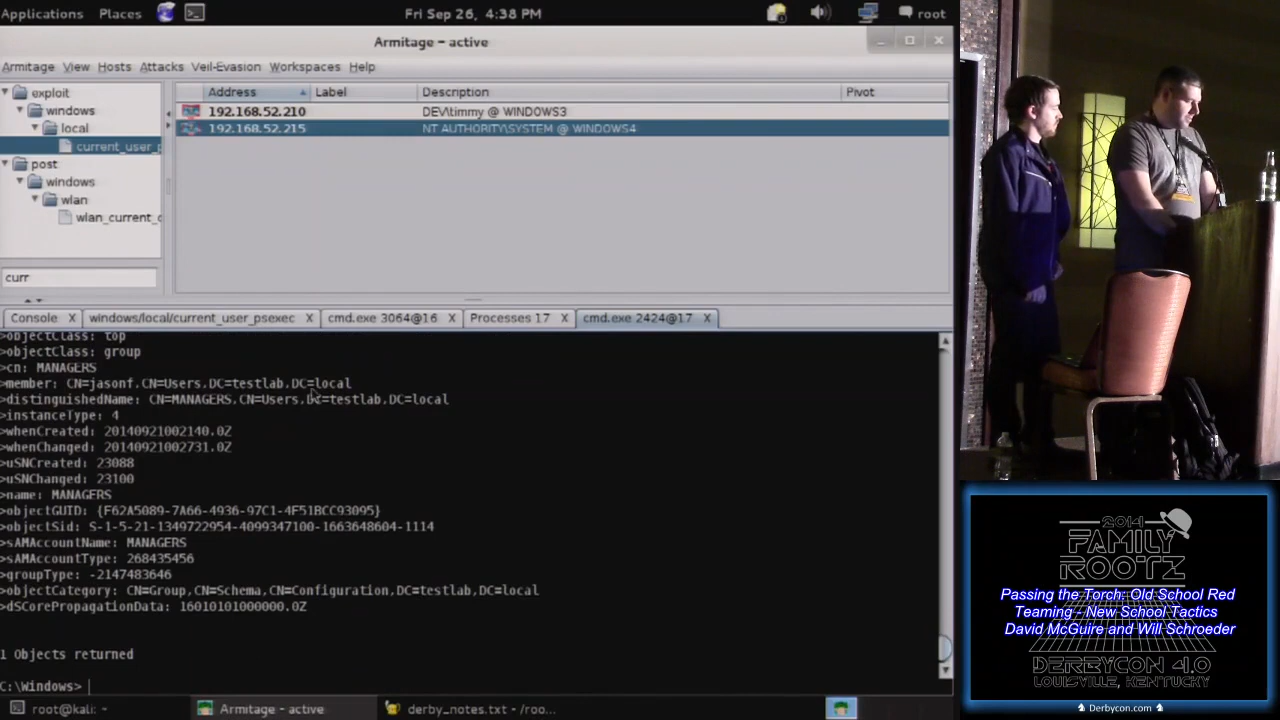 Applications Places Fri Sep 26, 4:38 PM root
Armitage - active
Armitage View Hosts Attacks Veil-Evasion Workspaces Help
exploit
windows
local
current_user_p
post
windows
wlan
wlan_current_c
curr
Address Label Description Pivot
192.168.52.210 DEV\timmy @ WINDOWS3
192.168.52.215 NT AUTHORITY\SYSTEM @ WINDOWS4
Console X windows/local/current_user_psexec X cmd.exe 3064@16 X Processes 17 X cmd.exe 2424@17 X
>objectClass: top
>objectClass: group
>cn: MANAGERS
>member: CN=jasonf,CN=Users,DC=testlab,DC=local
>distinguishedName: CN=MANAGERS,CN=Users,DC=testlab,DC=local
>instanceType: 4
>whenCreated: 20140921002140.0Z
>whenChanged: 20140921002731.0Z
>uSNCreated: 23088
>uSNChanged: 23100
>name: MANAGERS
>objectGUID: {F62A5089-7A66-4936-97C1-4F51BCC93095}
>objectSid: S-1-5-21-1349722954-4099347100-1663648604-1114
>sAMAccountName: MANAGERS
>sAMAccountType: 268435456
>groupType: -2147483646
>objectCategory: CN=Group,CN=Schema,CN=Configuration,DC=testlab,DC=local
>dSCorePropagationData: 16010101000000.0Z
1 Objects returned
C:\Windows>
root@kali: Armitage - active derby_notes.txt - /roo...
2014
FAMILY
ROOTZ
Passing the Torch: Old School Red
Teaming - New School Tactics
David McGuire and Will Schroeder
DERBYCON 4.0
LOUISVILLE, KENTUCKY
Derbycon.com